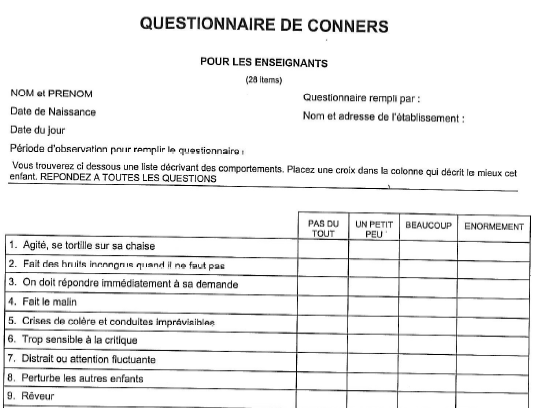 QUESTIONNAIRE DE CONNERS
POUR LES ENSEIGNANTS
(28 items)
NOM et PRENOM
Questionnaire rempli par :
Date de Naissance
Nom et adresse de l'établissement :
Date du jour
Période d'observation pour remplir le questionnaire :
Vous trouverez ci dessous une liste décrivant des comportements. Placez une croix dans la colonne qui décrit le mieux cet
enfant. REPONDEZ A TOUTES LES QUESTIONS
PAS DU TOUT
UN PETIT PEU
BEAUCOUP
ENORMEMENT
1. Agité, se tortille sur sa chaise
2. Fait des bruits incongrus quand il ne faut pas
3. On doit répondre immédiatement à sa demande
4. Fait le malin
5. Crises de colère et conduites imprévisibles
6. Trop sensible à la critique
7. Distrait ou attention fluctuante
8. Perturbe les autres enfants
9. Rêveur